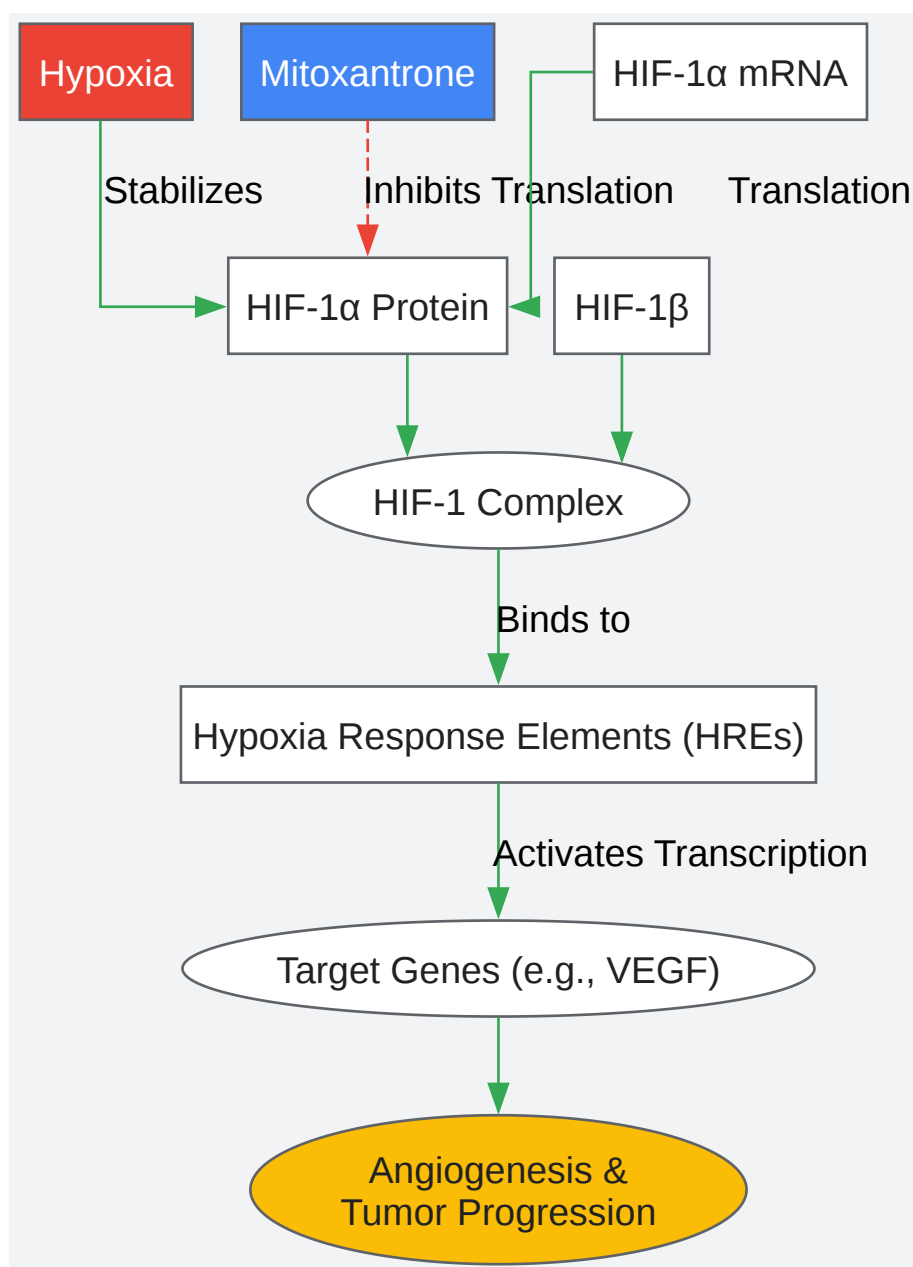 Hypoxia
Mitoxantrone
HIF-1α mRNA
Stabilizes
Inhibits Translation
Translation
HIF-1α Protein
HIF-1β
HIF-1 Complex
Binds to
Hypoxia Response Elements (HREs)
Activates Transcription
Target Genes (e.g., VEGF)
Angiogenesis &
Tumor Progression